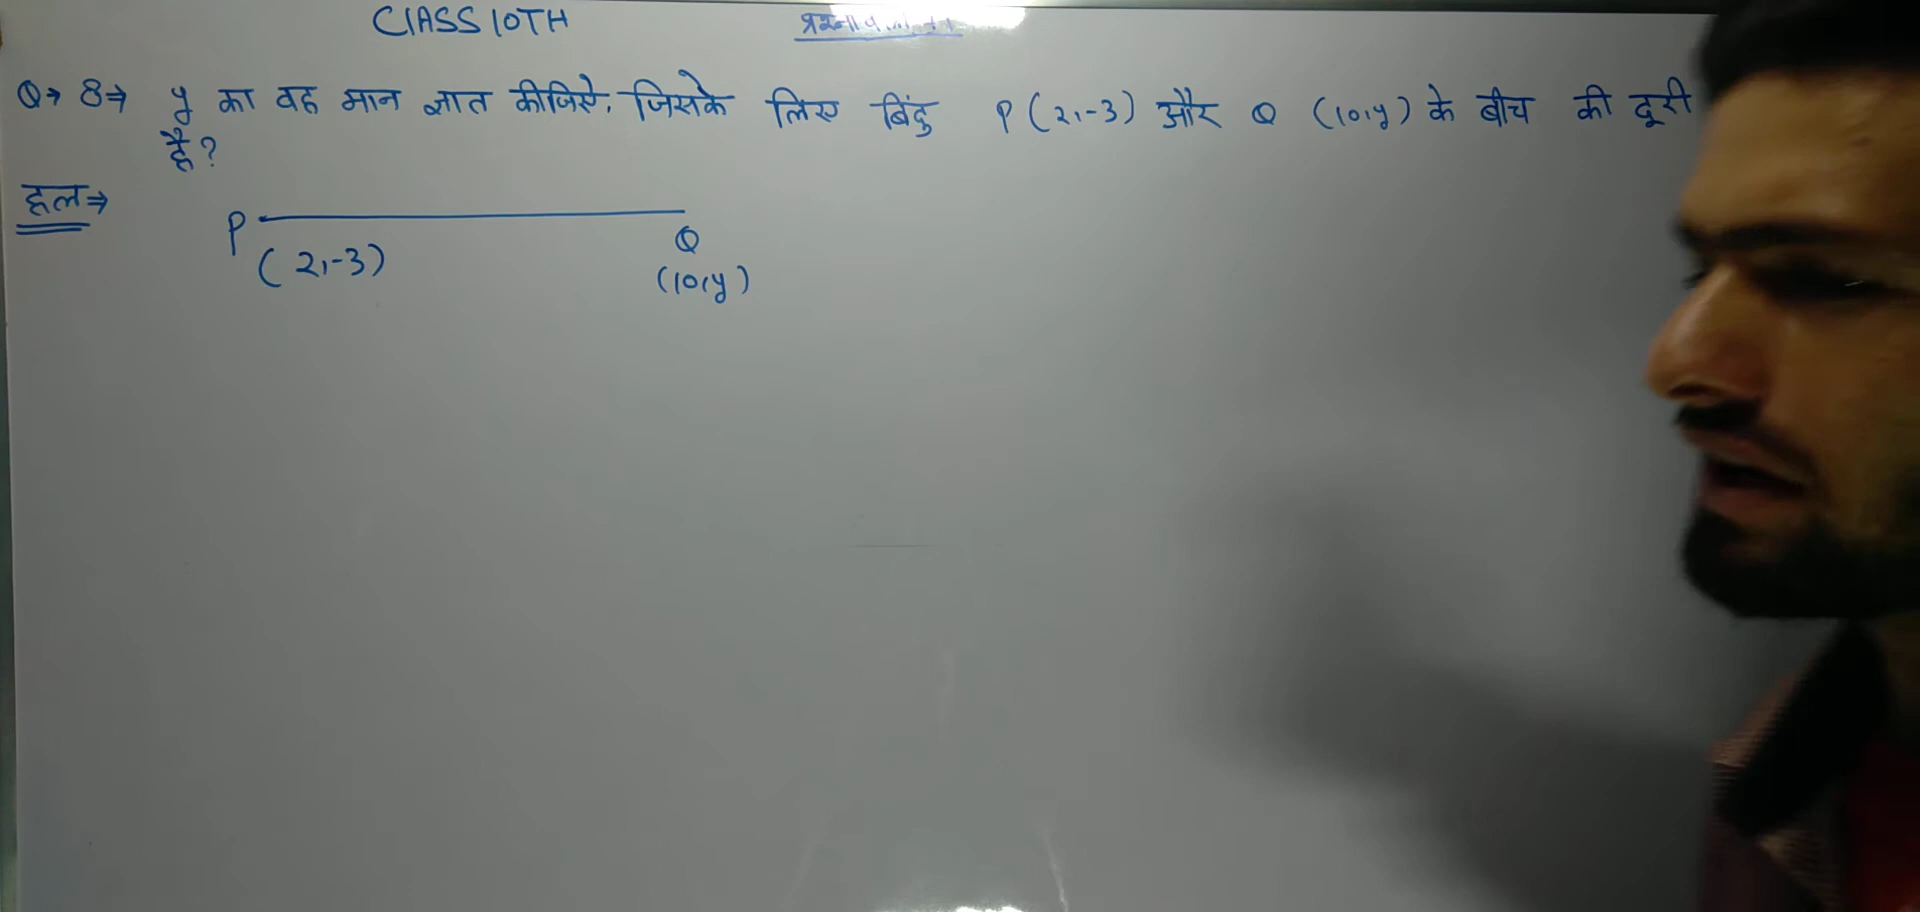 CLASS 10TH
Q→ 8⇒ y का वह मान ज्ञात कीजिऐ, जिसके लिए बिंदु P (2,-3) और Q (10,y) के बीच की दूरी
है?
हल⇒
P
Q
(2,-3)
(10,y)